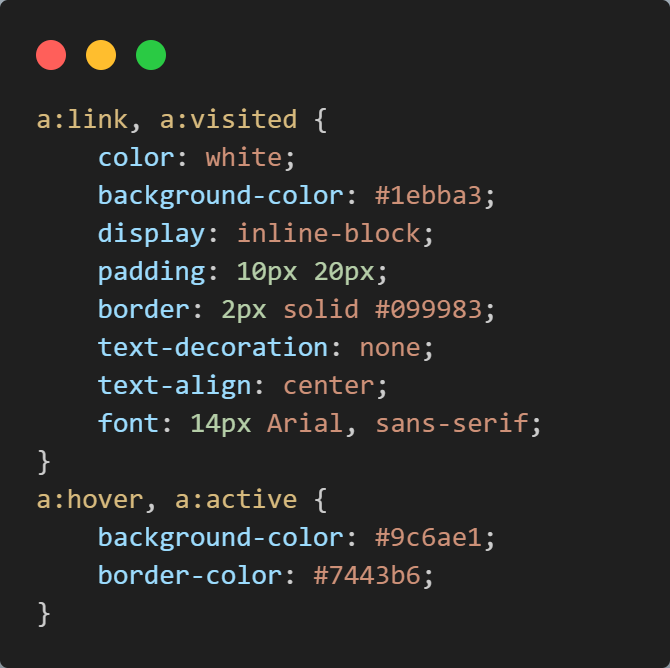 a:link, a:visited {
    color: white;
    background-color: #1ebba3;
    display: inline-block;
    padding: 10px 20px;
    border: 2px solid #099983;
    text-decoration: none;
    text-align: center;
    font: 14px Arial, sans-serif;
}
a:hover, a:active {
    background-color: #9c6ae1;
    border-color: #7443b6;
}